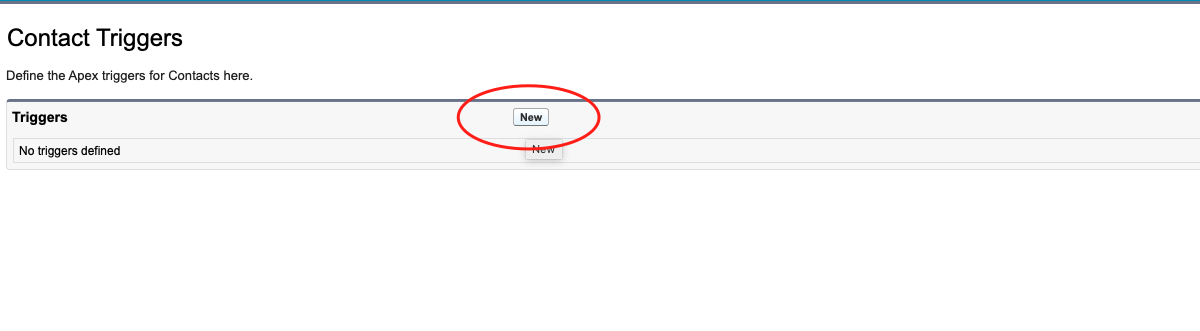 Contact Triggers
Define the Apex triggers for Contacts here.
Triggers New
No triggers defined New